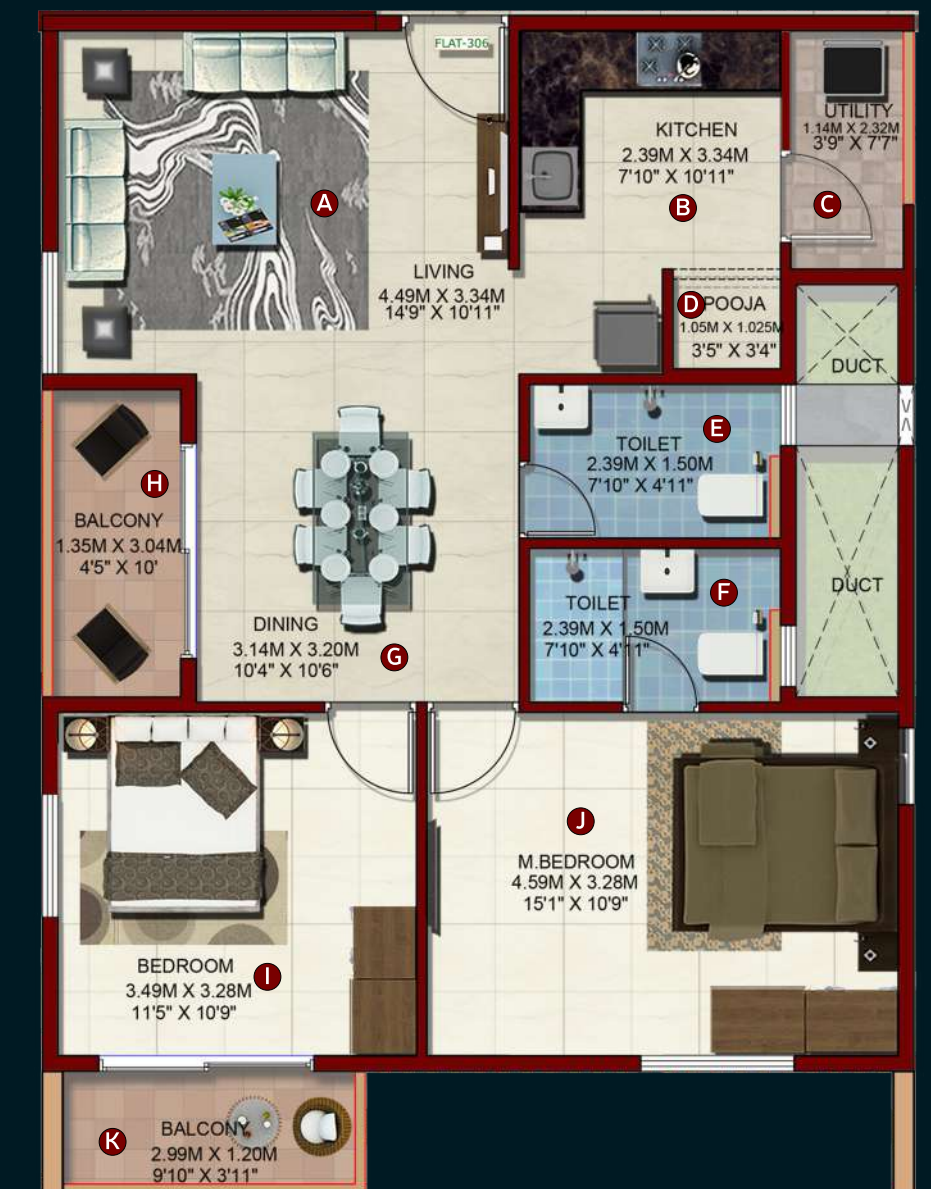 FLAT-306
KITCHEN
2.39M X 3.34M
7'10" X 10'11"
B
UTILITY
1.14M X 2.32M
3'9" X 7'7"
C
A
LIVING
4.49M X 3.34M
14'9" X 10'11"
D
POOJA
1.05M X 1.025M
3'5" X 3'4"
DUCT
E
TOILET
2.39M X 1.50M
7'10" X 4'11"
H
BALCONY
1.35M X 3.04M
4'5" X 10'
DUCT
F
TOILET
2.39M X 1.50M
7'10" X 4'11"
DINING
3.14M X 3.20M
10'4" X 10'6"
G
J
M.BEDROOM
4.59M X 3.28M
15'1" X 10'9"
BEDROOM
3.49M X 3.28M
11'5" X 10'9"
I
K
BALCONY
2.99M X 1.20M
9'10" X 3'11"